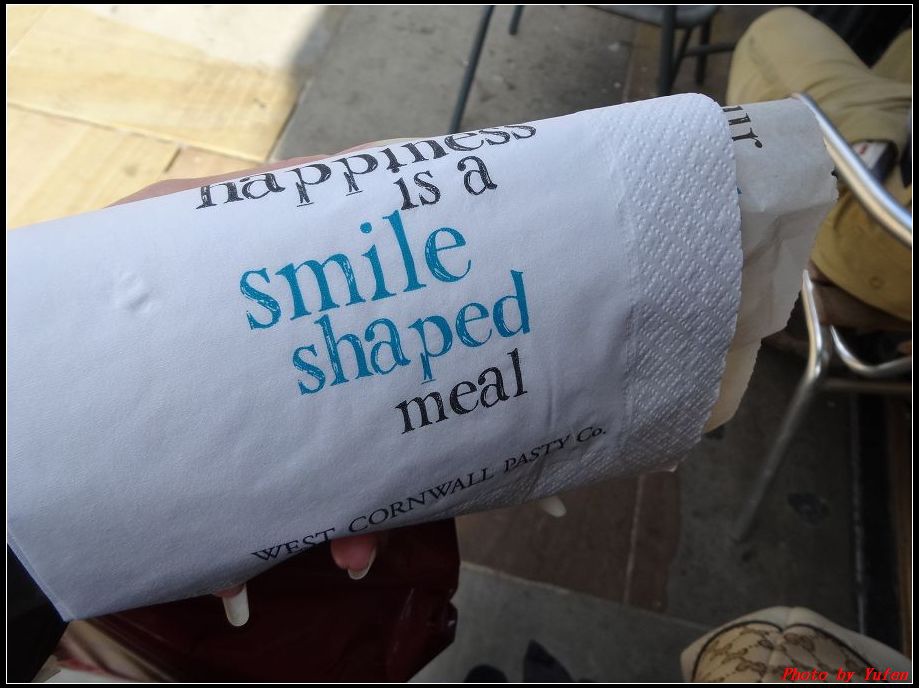 happiness
is a
smile
shaped
meal
WEST CORNWALL PASTY Co.
Photo by Yufen